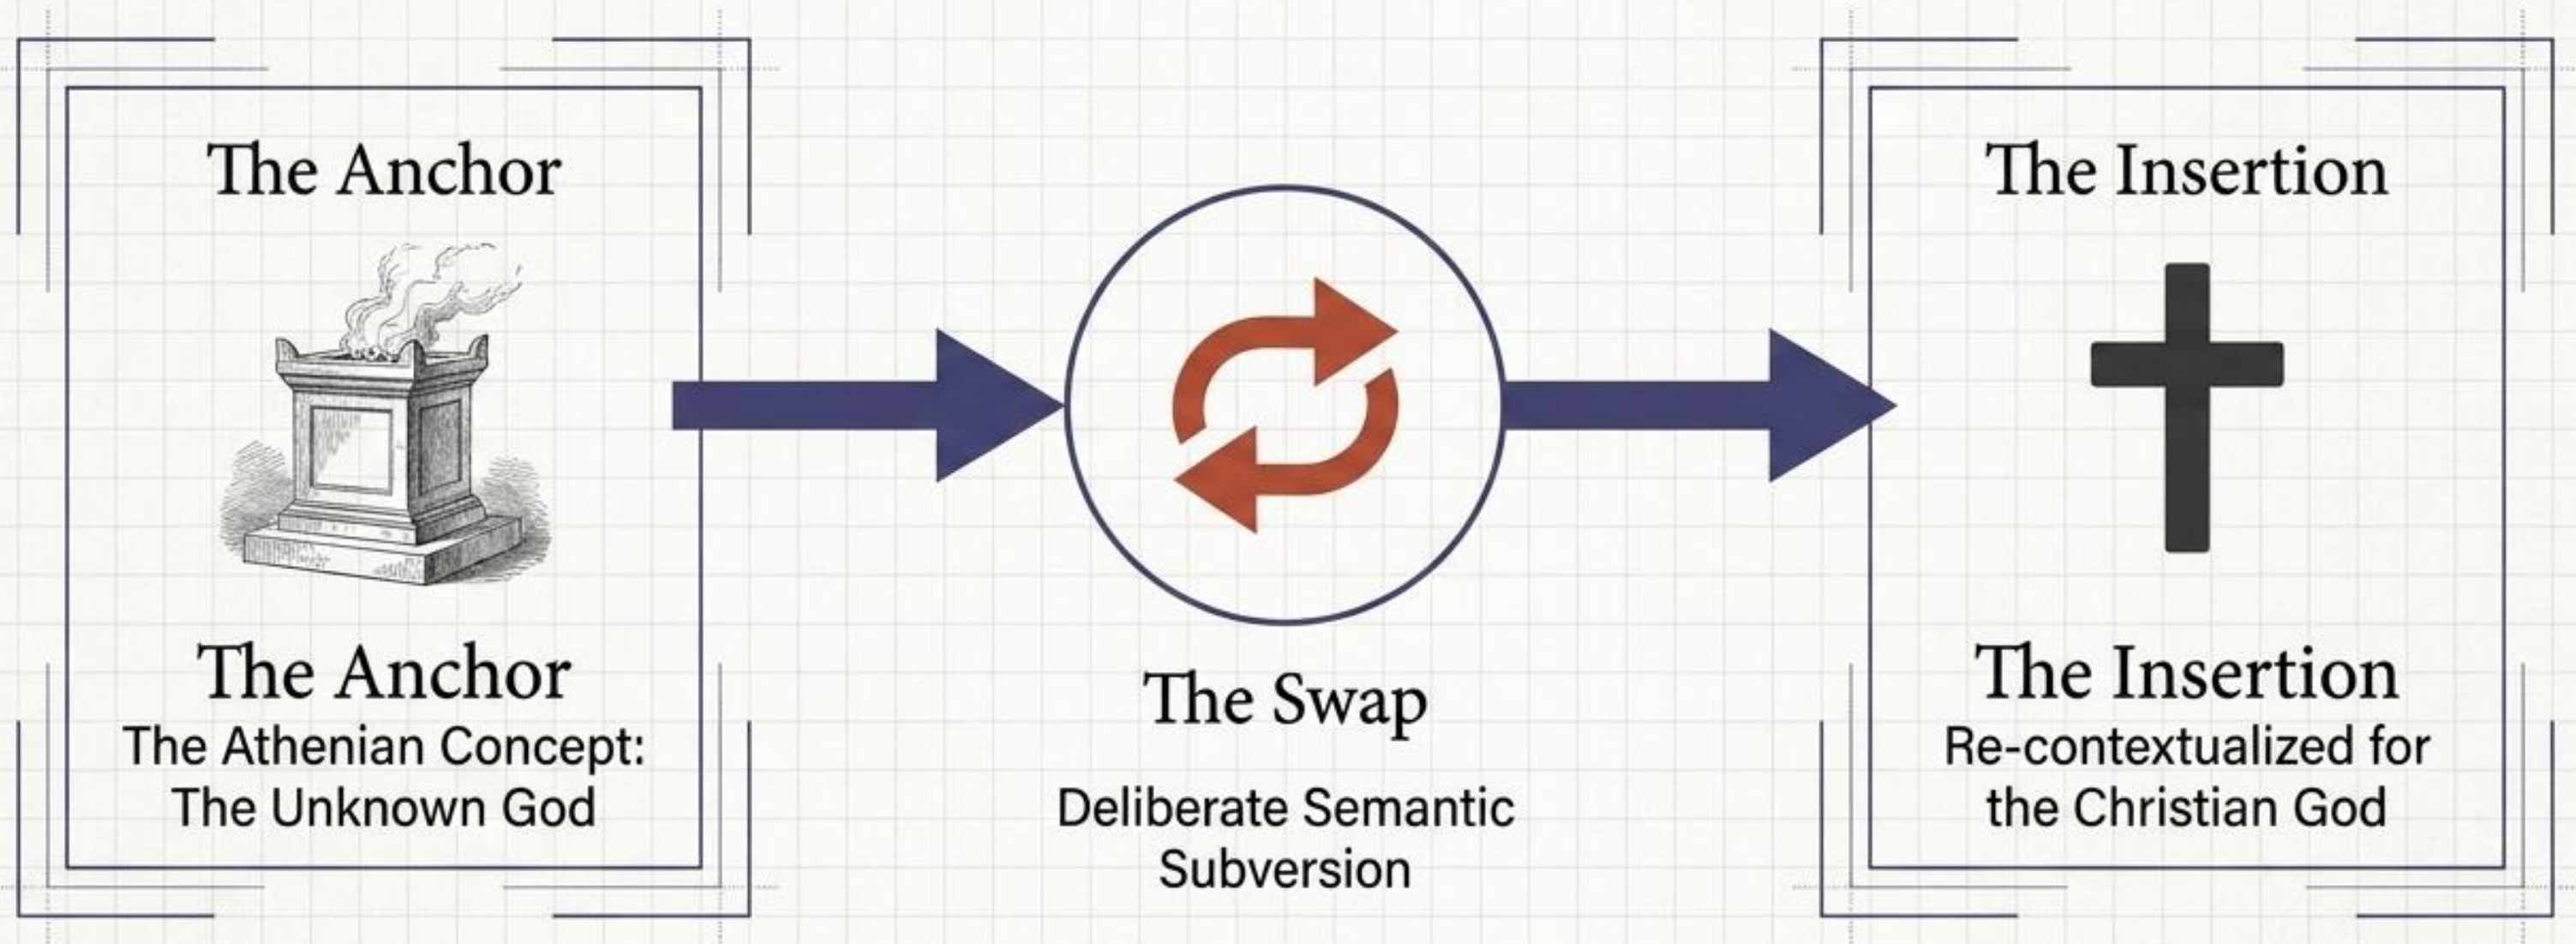 The Anchor
The Anchor
The Athenian Concept:
The Unknown God
The Swap
Deliberate Semantic
Subversion
The Insertion
The Insertion
Re-contextualized for
the Christian God